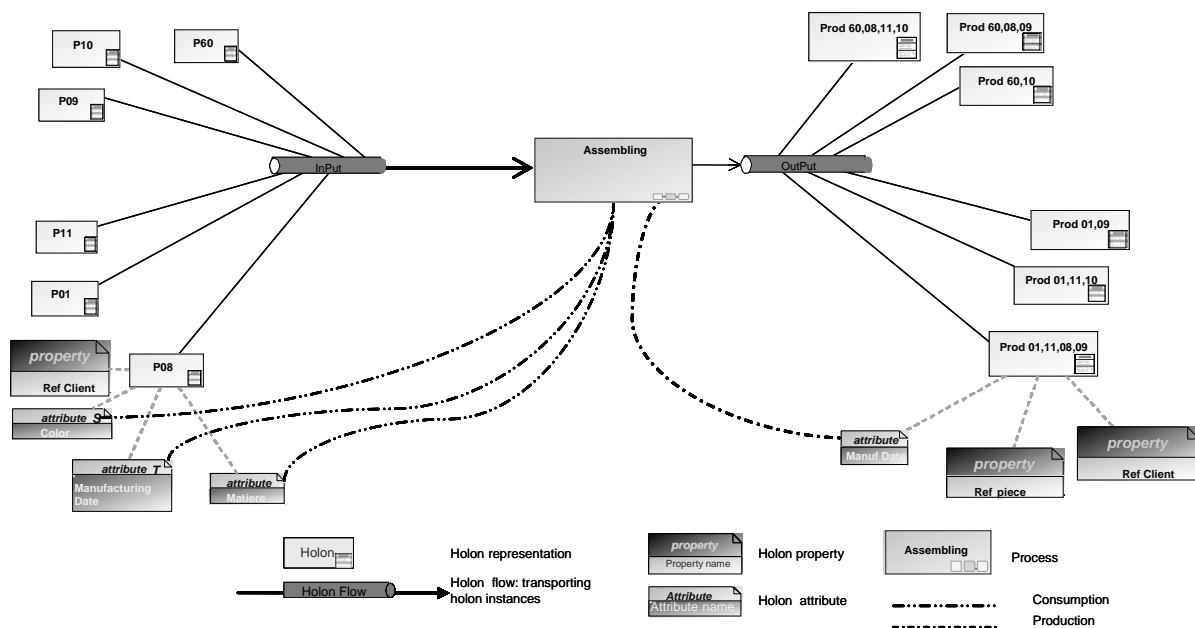 P10
P60
Prod 60,08,11,10
Prod 60,08,09
P09
Prod 60,10
Assembling
InPut
OutPut
P11
Prod 01,09
P01
Prod 01,11,10
property
Ref Client
P08
Prod 01,11,08,09
attribute S
Color
attribute T
Manufacturing
Date
attribute
Matiere
attribute
Manuf Date
property
Ref piece
property
Ref Client
Holon
Holon representation
Holon Flow
Holon flow: transporting
holon instances
property
Property name
Holon property
Attribute
Attribute name
Holon attribute
Assembling
Process
Consumption
Production